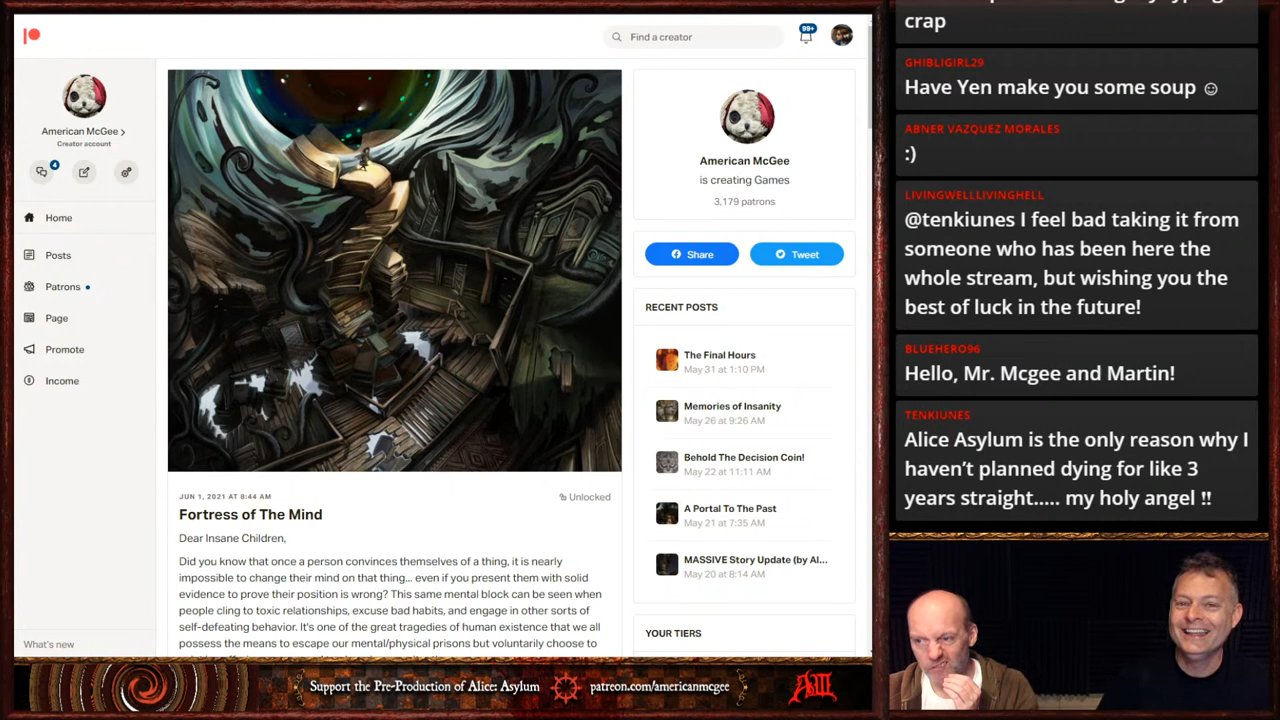 Find a creator
99+
American McGee
Creator account
4
Home
Posts
Patrons
Page
Promote
Income
What's new
JUN 1, 2021 AT 8:44 AM
Unlocked
Fortress of The Mind
Dear Insane Children,
Did you know that once a person convinces themselves of a thing, it is nearly
impossible to change their mind on that thing... even if you present them with solid
evidence to prove their position is wrong? This same mental block can be seen when
people cling to toxic relationships, excuse bad habits, and engage in other sorts of
self-defeating behavior. It's one of the great tragedies of human existence that we all
possess the means to escape our mental/physical prisons but voluntarily choose to
American McGee
is creating Games
3,179 patrons
Share
Tweet
RECENT POSTS
The Final Hours
May 31 at 1:10 PM
Memories of Insanity
May 26 at 9:26 AM
Behold The Decision Coin!
May 22 at 11:11 AM
A Portal To The Past
May 21 at 7:35 AM
MASSIVE Story Update (by Al...
May 20 at 8:14 AM
YOUR TIERS
crap
GHIBLIGIRL29
Have Yen make you some soup ☺
ABNER VAZQUEZ MORALES
:)
LIVINGWELLLIVINGHELL
@tenkiunes I feel bad taking it from
someone who has been here the
whole stream, but wishing you the
best of luck in the future!
BLUEHERO96
Hello, Mr. Mcgee and Martin!
TENKIUNES
Alice Asylum is the only reason why I
haven't planned dying for like 3
years straight..... my holy angel !!
Support the Pre-Production of Alice: Asylum
patreon.com/americanmcgee